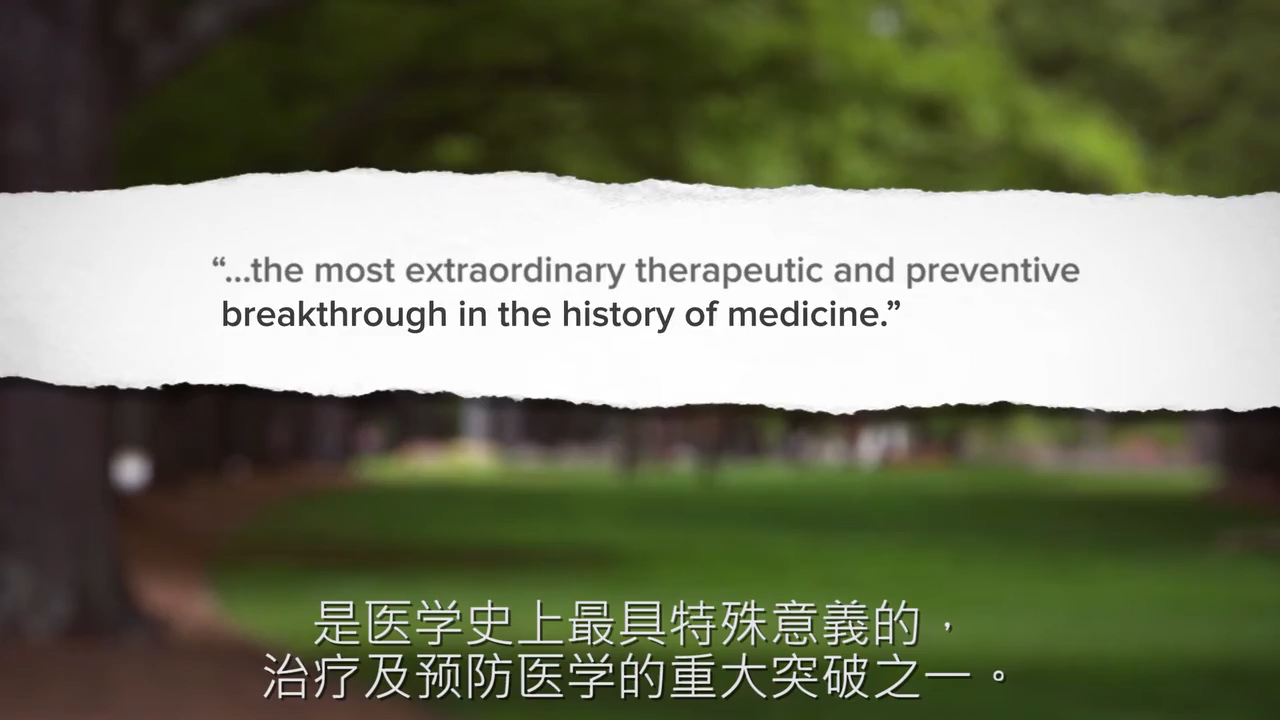 “...the most extraordinary therapeutic and preventive
breakthrough in the history of medicine.”
是医学史上最具特殊意義的，
治疗及预防医学的重大突破之一。